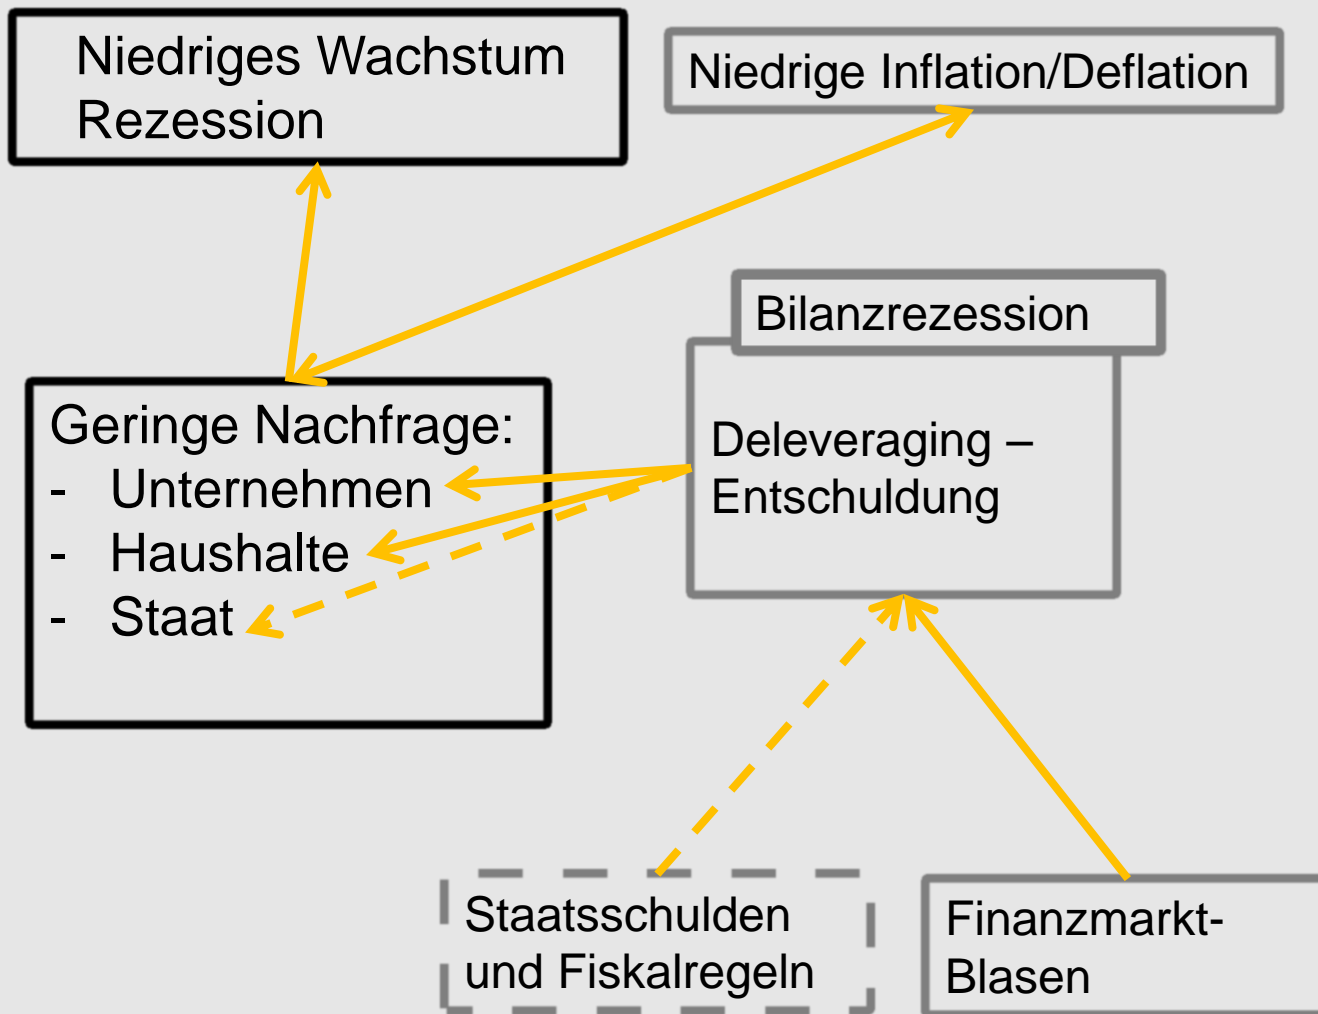 Niedriges Wachstum
Rezession
Niedrige Inflation/Deflation
Bilanzrezession
Geringe Nachfrage:
- Unternehmen
- Haushalte
- Staat
Deleveraging –
Entschuldung
Staatsschulden
und Fiskalregeln
Finanzmarkt-
Blasen